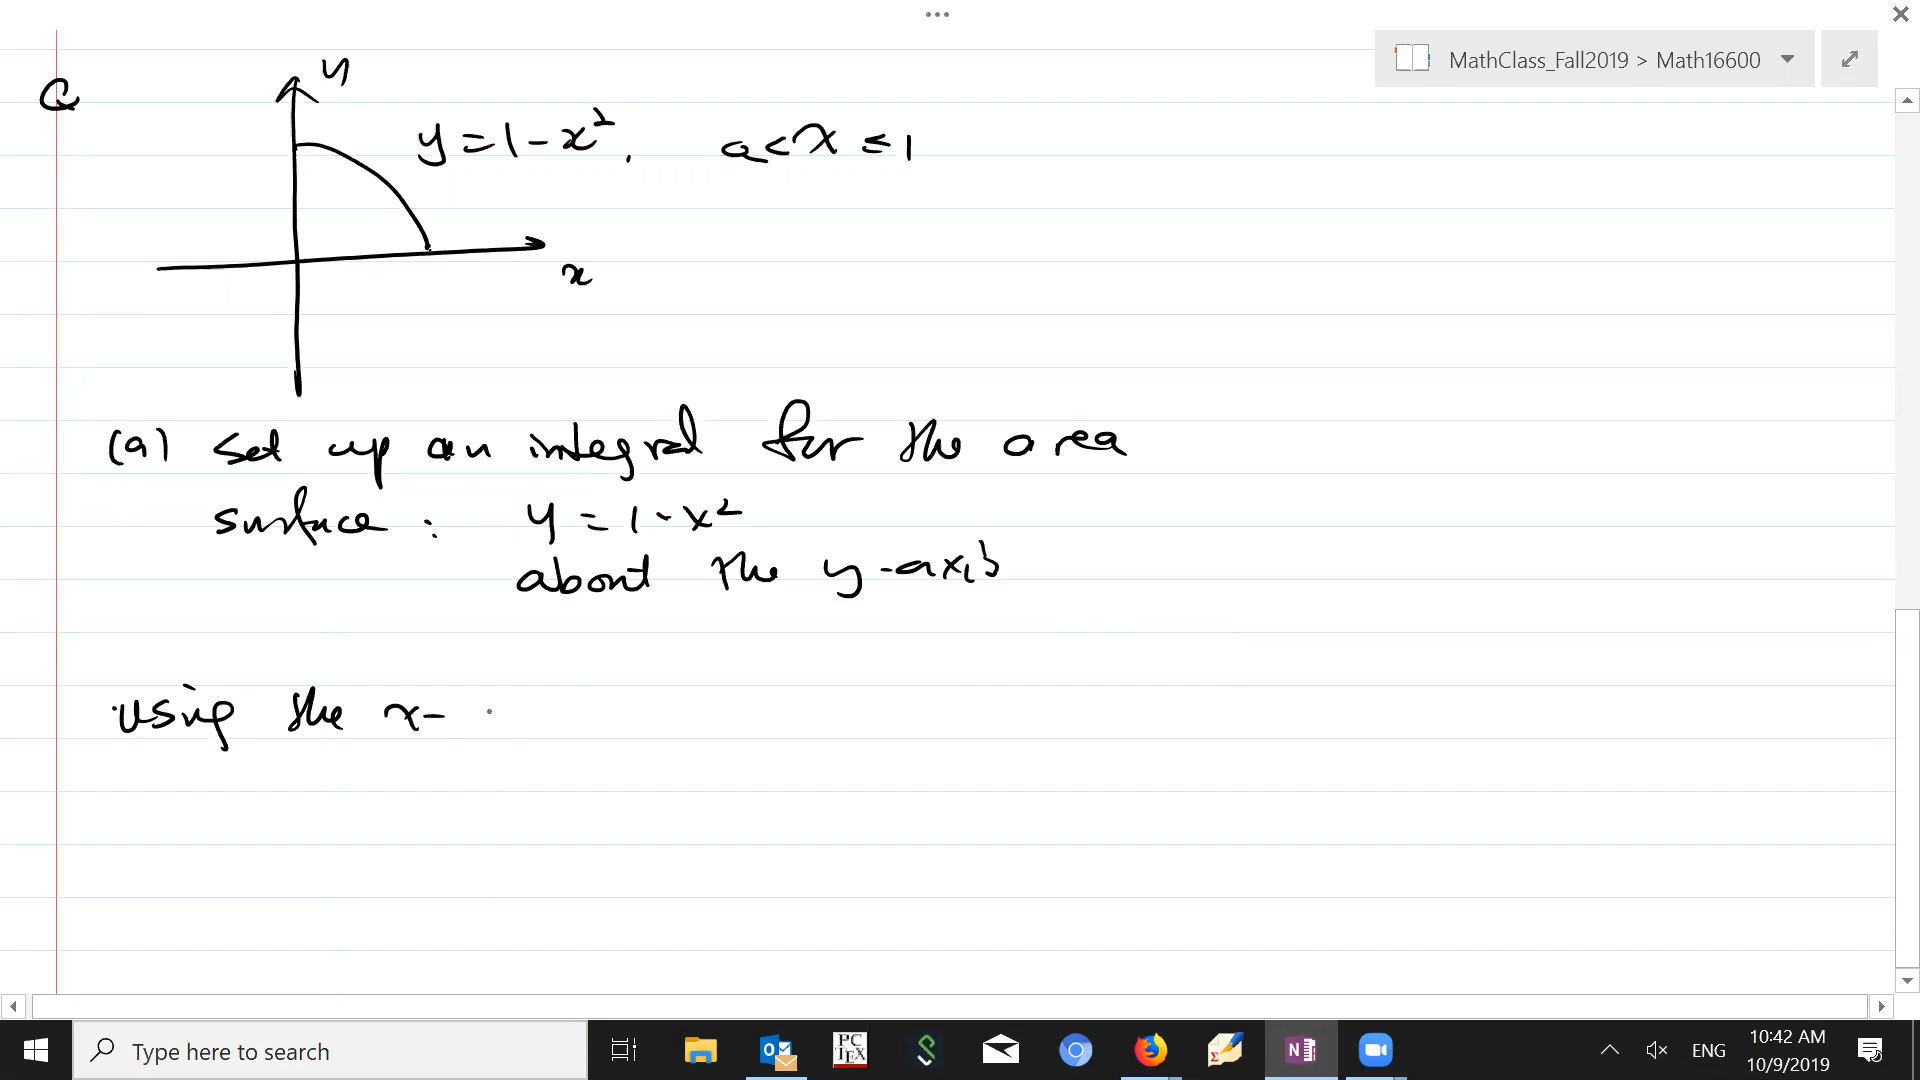 MathClass_Fall2019 > Math16600
Q
y
y = 1 - x², a < x ≤ 1
x
(a) set up an integral for the area
surface : y = 1 - x²
about the y-axis
using the x-
Type here to search
PC TEX
ENG
10:42 AM
10/9/2019